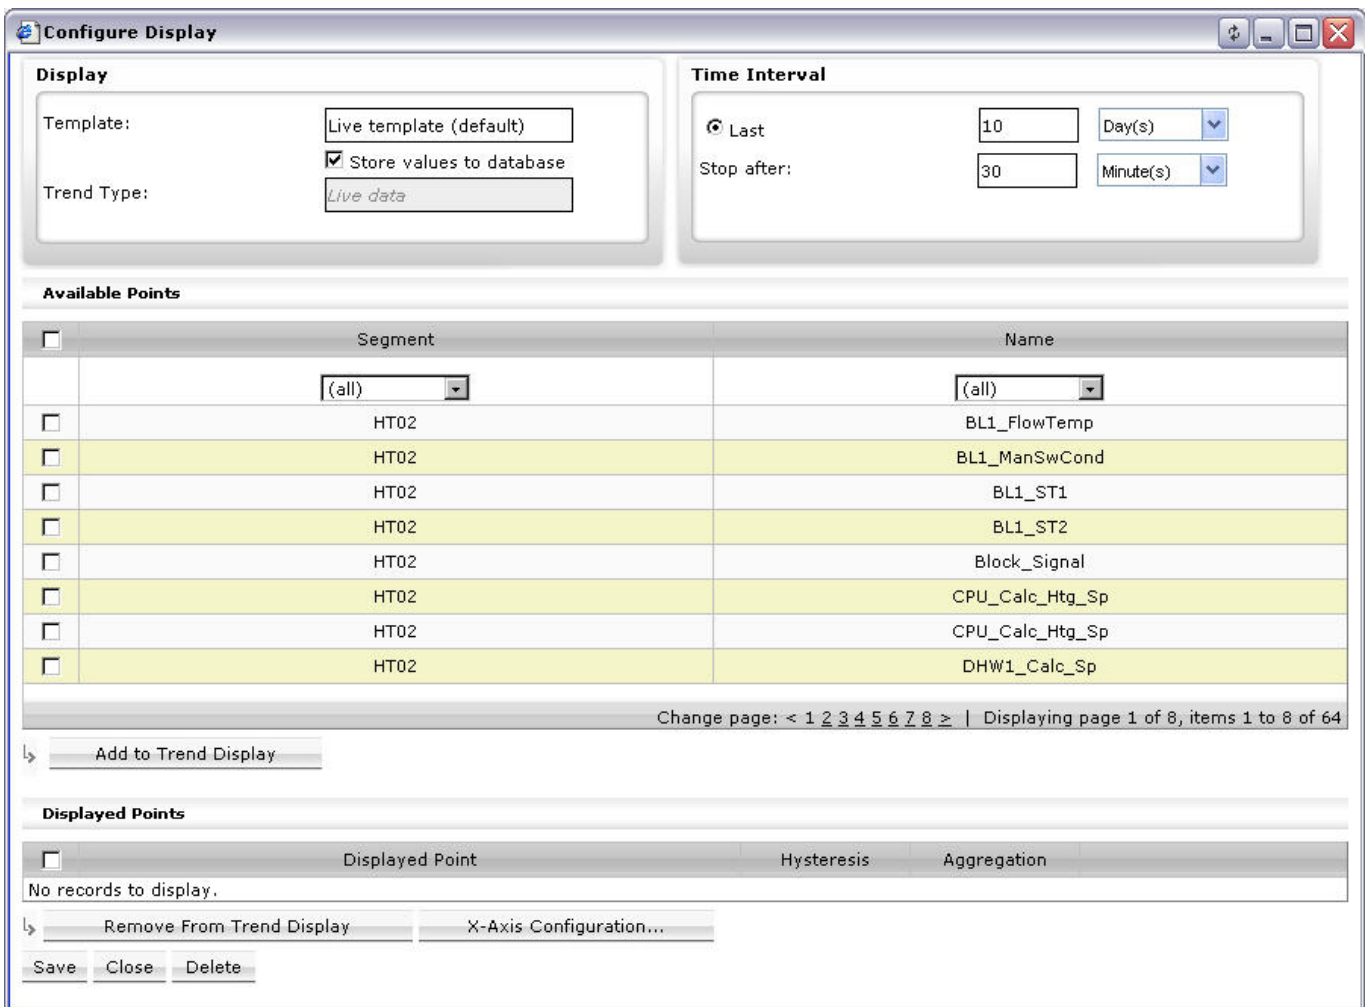 Configure Display
Display
Template:
Live template (default)
Store values to database
Trend Type:
Live data
Time Interval
Last
10
Day(s)
Stop after:
30
Minute(s)
Available Points
Segment Name
(all) (all)
HT02 BL1_FlowTemp
HT02 BL1_ManSwCond
HT02 BL1_ST1
HT02 BL1_ST2
HT02 Block_Signal
HT02 CPU_Calc_Htg_Sp
HT02 CPU_Calc_Htg_Sp
HT02 DHW1_Calc_Sp
Change page: < 1 2 3 4 5 6 7 8 > | Displaying page 1 of 8, items 1 to 8 of 64
Add to Trend Display
Displayed Points
Displayed Point Hysteresis Aggregation
No records to display.
Remove From Trend Display X-Axis Configuration...
Save Close Delete